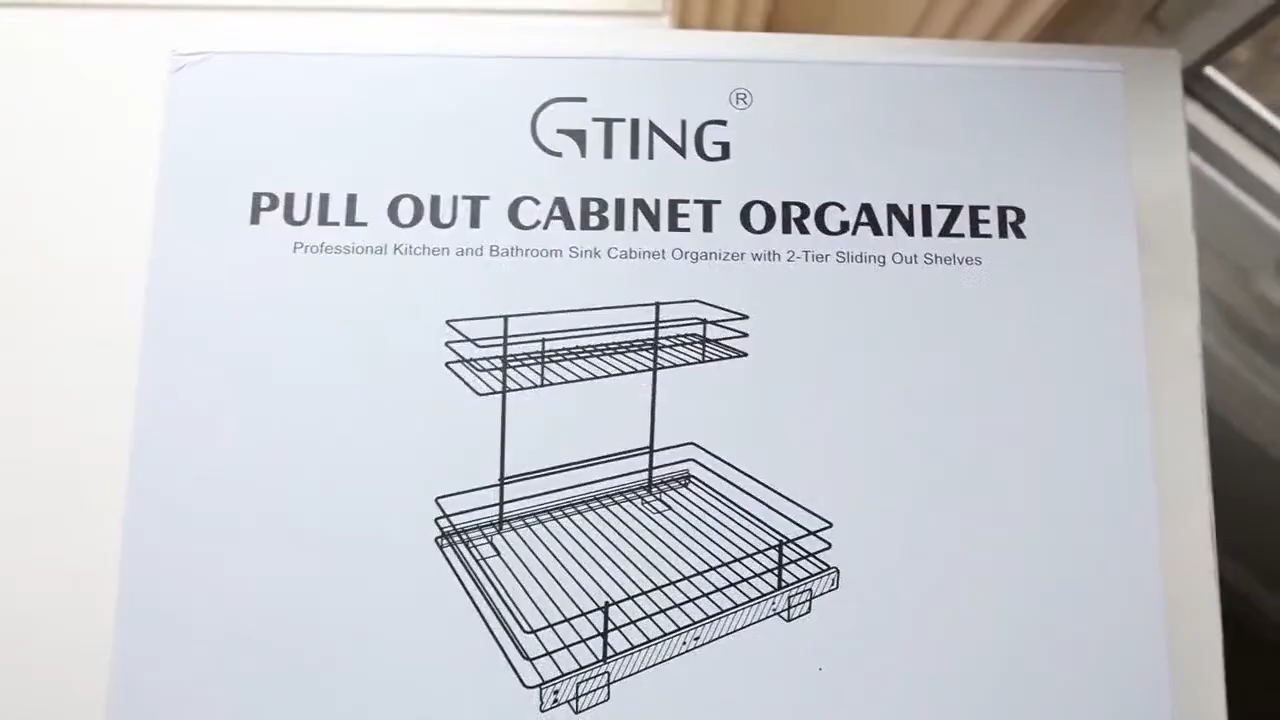 GTING®
PULL OUT CABINET ORGANIZER
Professional Kitchen and Bathroom Sink Cabinet Organizer with 2-Tier Sliding Out Shelves